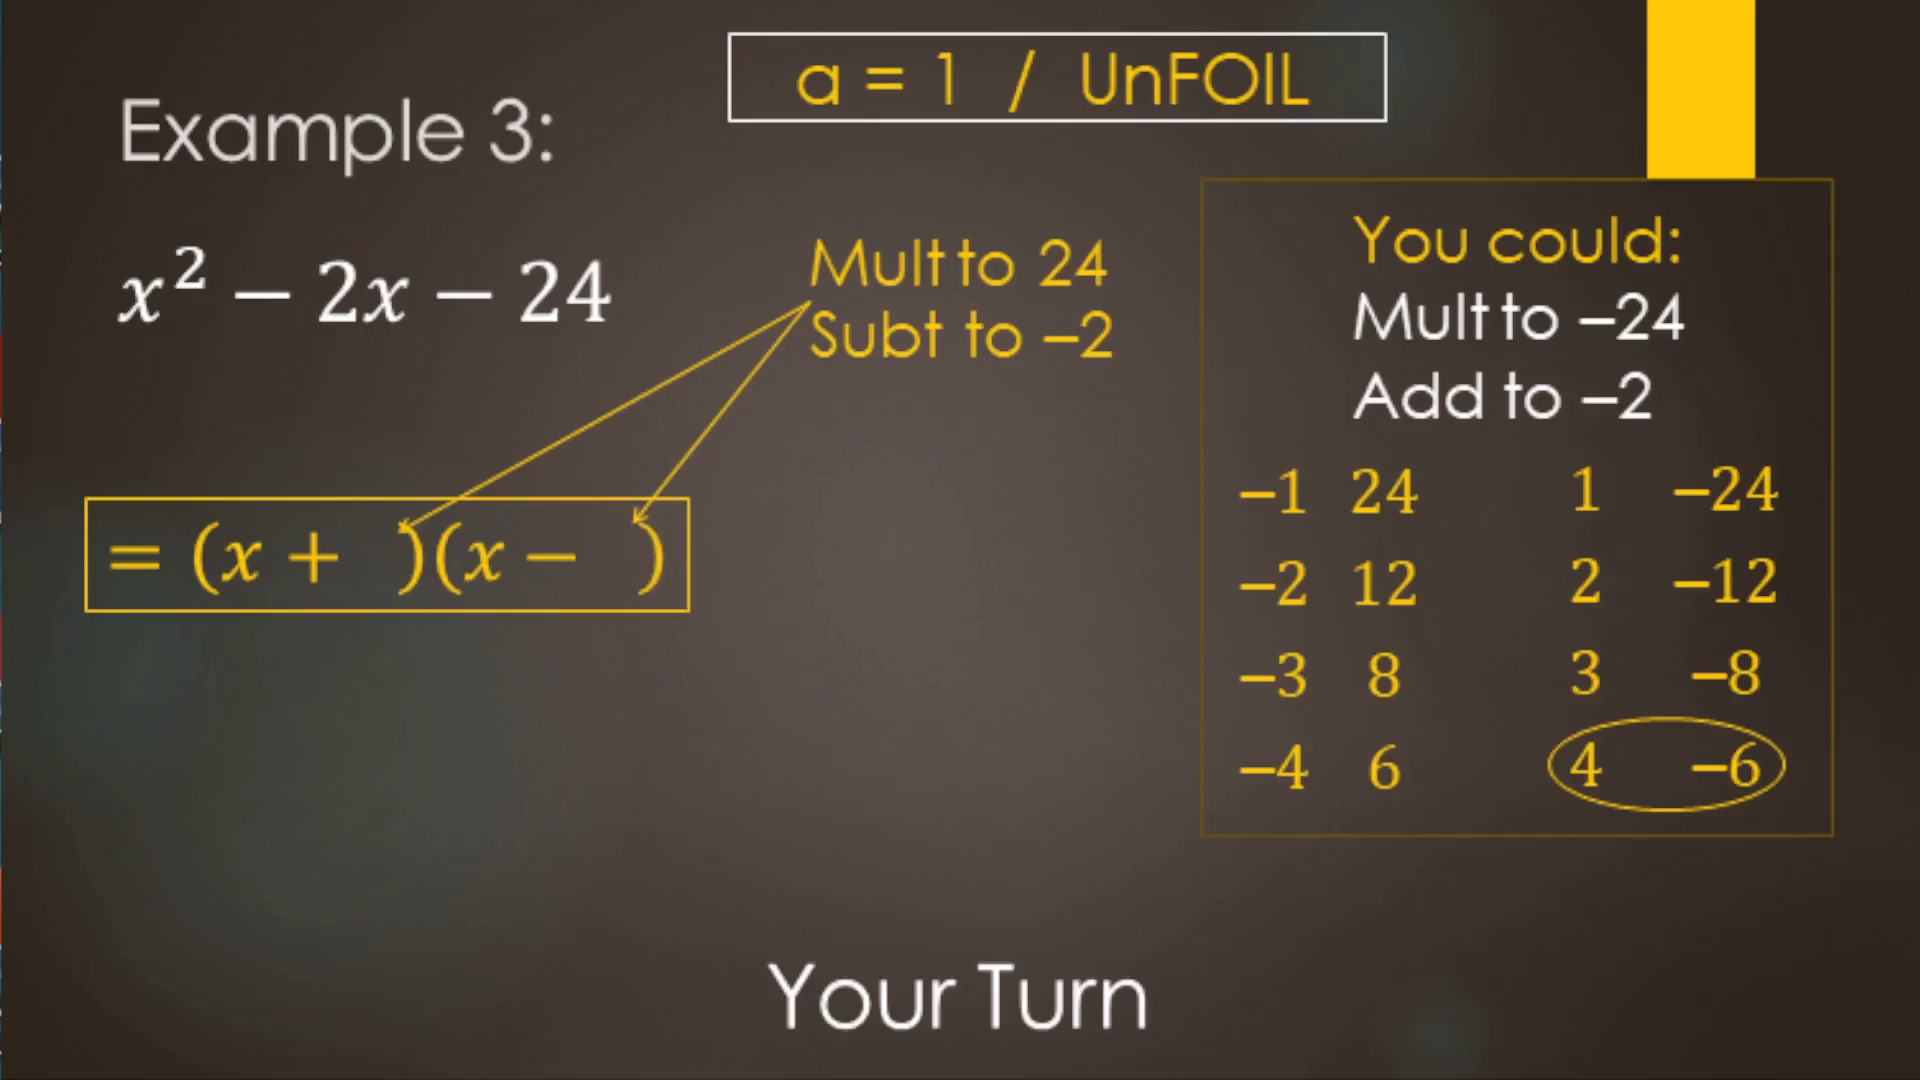 a = 1 / UnFOIL
Example 3:
x² − 2x − 24
Mult to 24
Subt to –2
= (x +  )(x −  )
You could:
Mult to –24
Add to –2
–1 24 1 –24
–2 12 2 –12
–3 8 3 –8
–4 6 4 –6
Your Turn